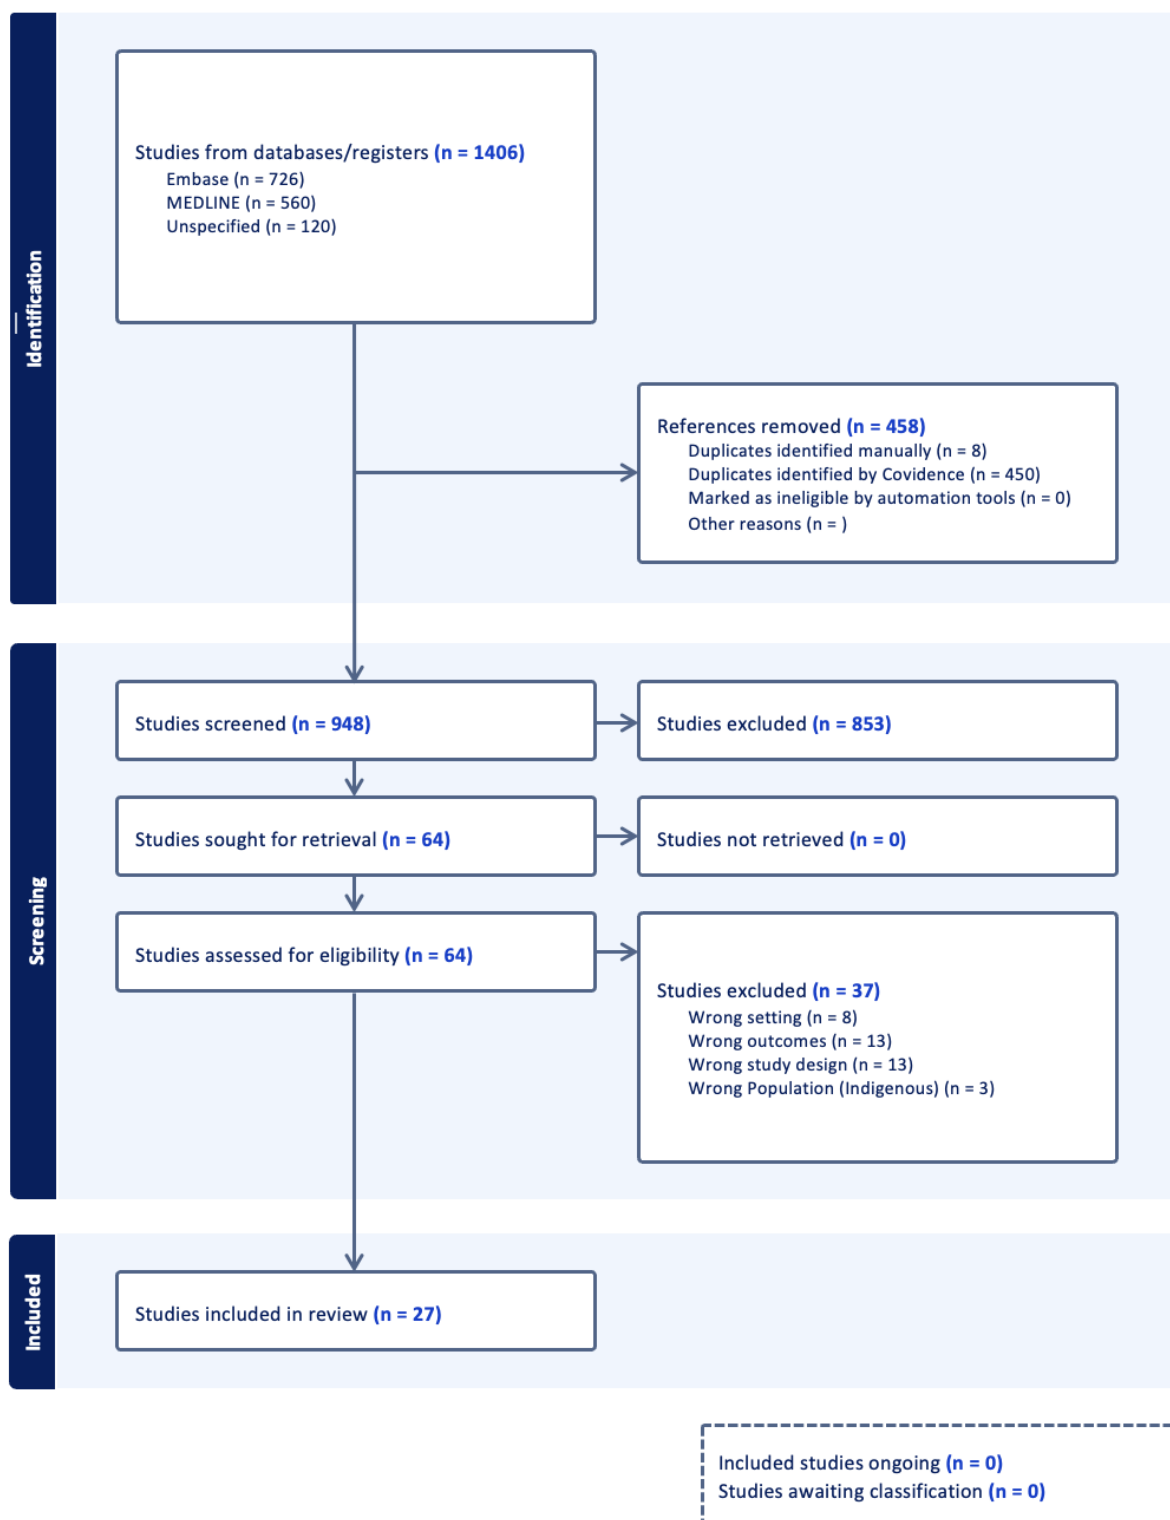 Identification
Studies from databases/registers (n = 1406)
Embase (n = 726)
MEDLINE (n = 560)
Unspecified (n = 120)
References removed (n = 458)
Duplicates identified manually (n = 8)
Duplicates identified by Covidence (n = 450)
Marked as ineligible by automation tools (n = 0)
Other reasons (n = )
Screening
Studies screened (n = 948)
Studies excluded (n = 853)
Studies sought for retrieval (n = 64)
Studies not retrieved (n = 0)
Studies assessed for eligibility (n = 64)
Studies excluded (n = 37)
Wrong setting (n = 8)
Wrong outcomes (n = 13)
Wrong study design (n = 13)
Wrong Population (Indigenous) (n = 3)
Included
Studies included in review (n = 27)
Included studies ongoing (n = 0)
Studies awaiting classification (n = 0)